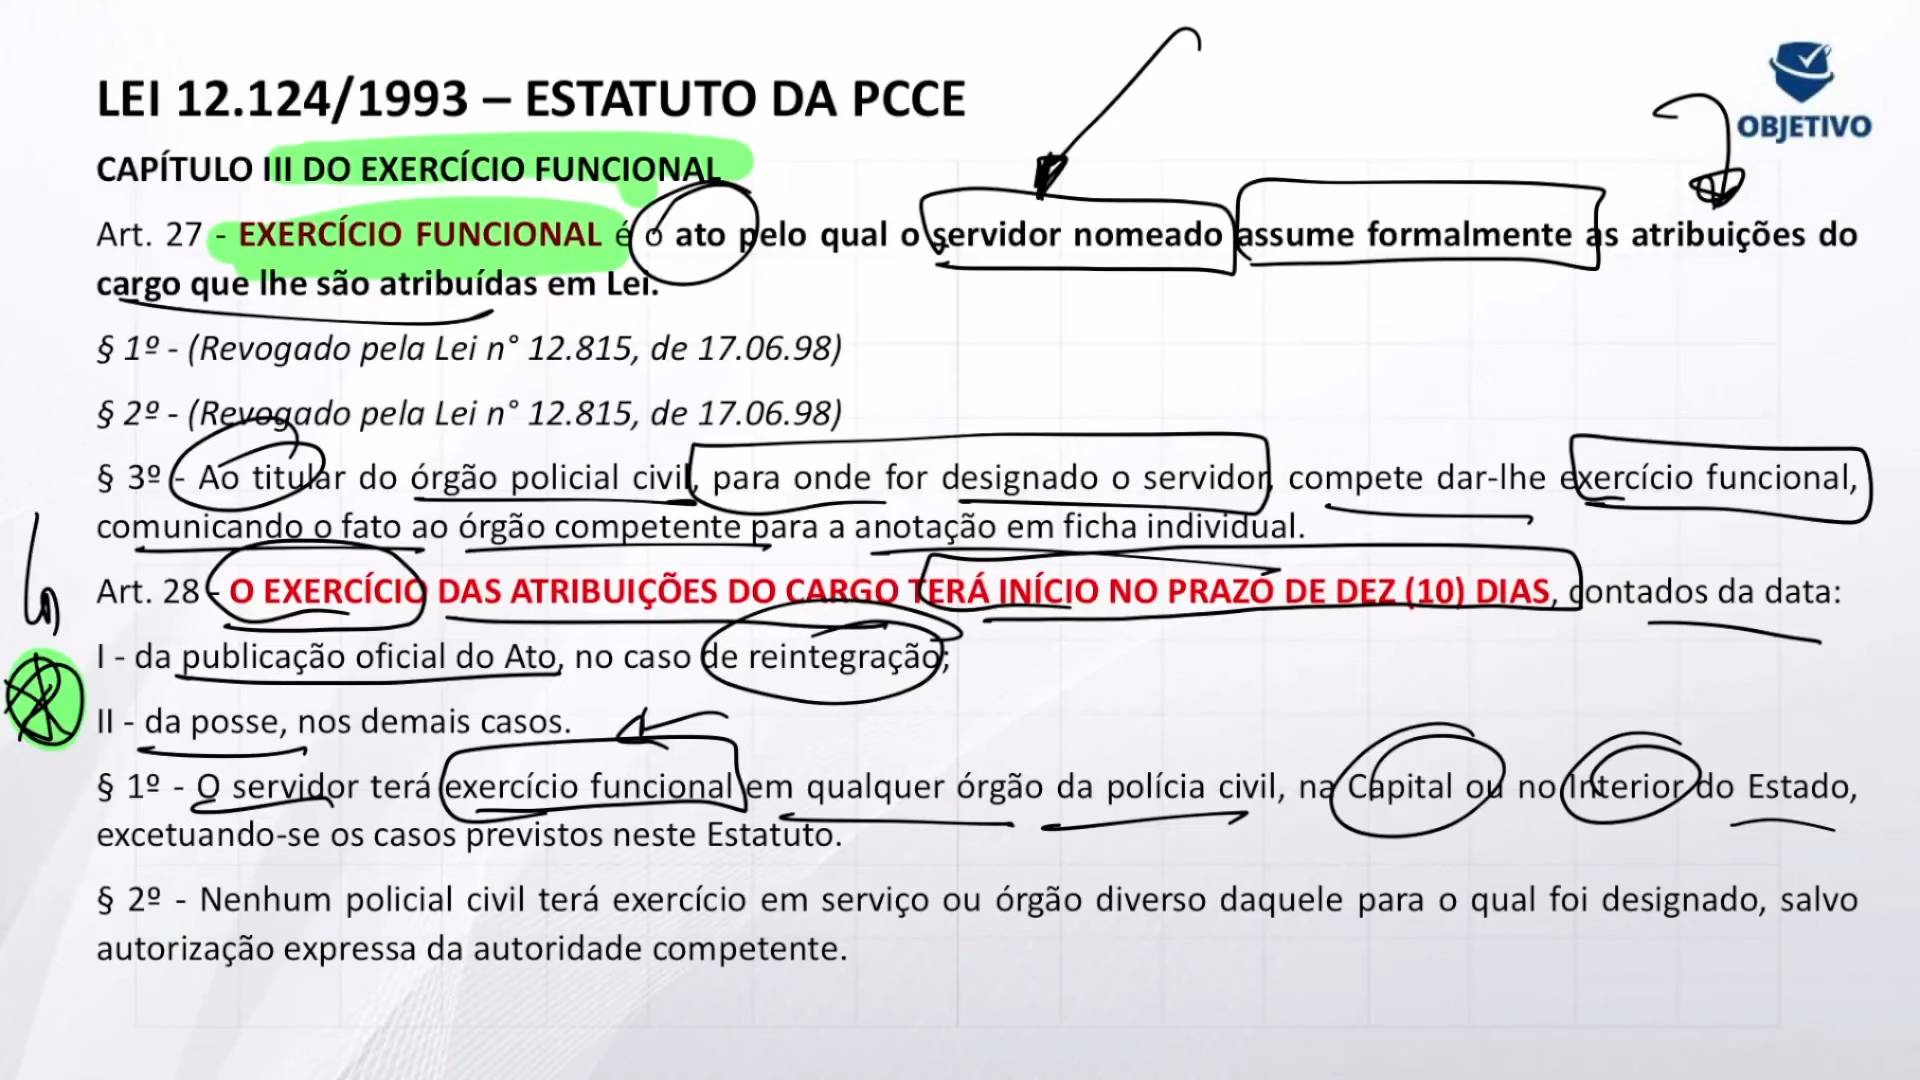 LEI 12.124/1993 – ESTATUTO DA PCCE
OBJETIVO
CAPÍTULO III DO EXERCÍCIO FUNCIONAL
Art. 27 - EXERCÍCIO FUNCIONAL é o ato pelo qual o servidor nomeado assume formalmente as atribuições do
cargo que lhe são atribuídas em Lei.
§ 1º - (Revogado pela Lei n° 12.815, de 17.06.98)
§ 2º - (Revogado pela Lei n° 12.815, de 17.06.98)
§ 3º - Ao titular do órgão policial civil, para onde for designado o servidor, compete dar-lhe exercício funcional,
comunicando o fato ao órgão competente para a anotação em ficha individual.
Art. 28 - O EXERCÍCIO DAS ATRIBUIÇÕES DO CARGO TERÁ INÍCIO NO PRAZO DE DEZ (10) DIAS, contados da data:
I - da publicação oficial do Ato, no caso de reintegração;
II - da posse, nos demais casos.
§ 1º - O servidor terá exercício funcional em qualquer órgão da polícia civil, na Capital ou no Interior do Estado,
excetuando-se os casos previstos neste Estatuto.
§ 2º - Nenhum policial civil terá exercício em serviço ou órgão diverso daquele para o qual foi designado, salvo
autorização expressa da autoridade competente.